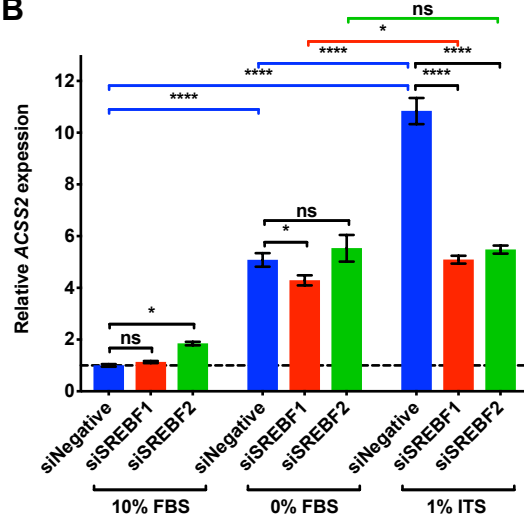 B
ns
*
****
****
****
****
****
12
10
8
6
4
2
0
Relative ACSS2 expession
ns
*
ns
*
siNegative
siSREBF1
siSREBF2
siNegative
siSREBF1
siSREBF2
siNegative
siSREBF1
siSREBF2
10% FBS
0% FBS
1% ITS